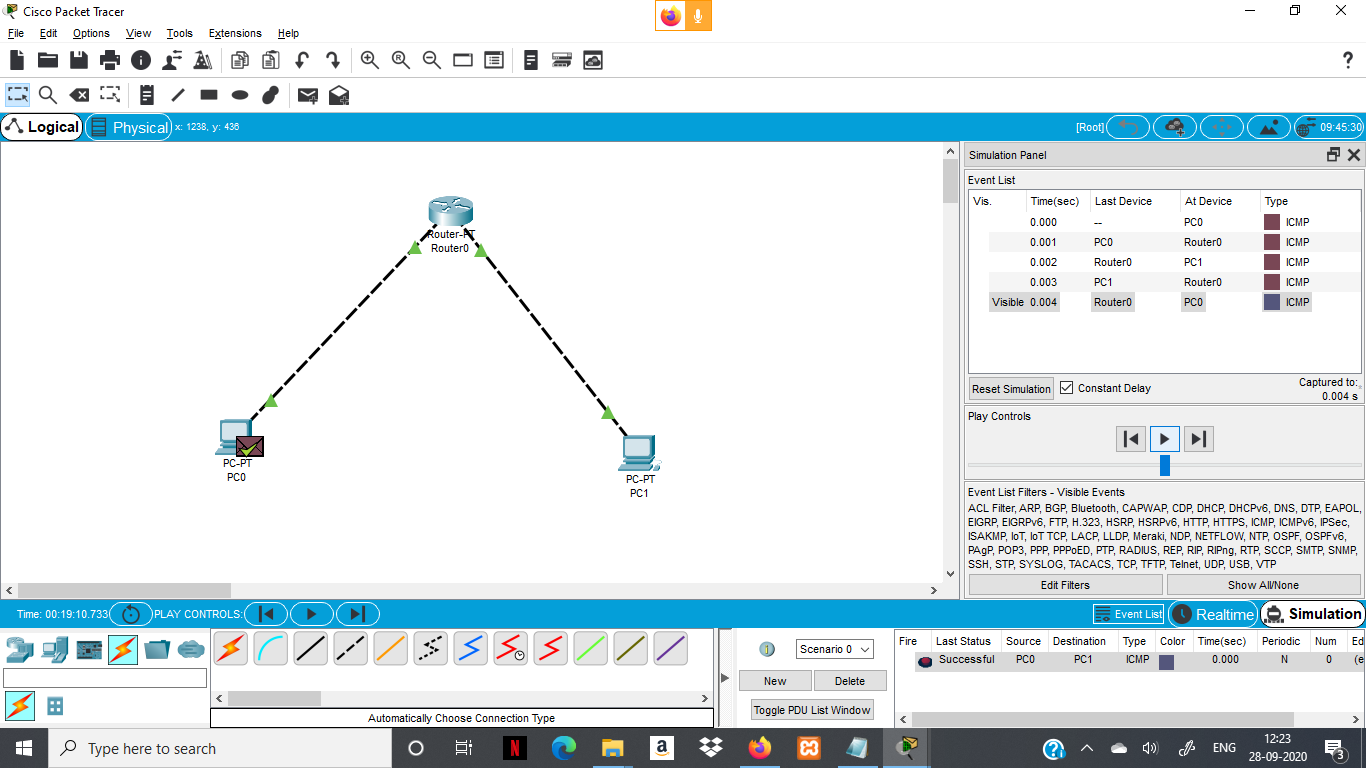 Cisco Packet Tracer
File Edit Options View Tools Extensions Help
Logical Physical x: 1238, y: 436 [Root] 09:45:30
Router-PT
Router0
PC-PT
PC0
PC-PT
PC1
Simulation Panel
Event List
Vis. Time(sec) Last Device At Device Type
0.000 -- PC0 ICMP
0.001 PC0 Router0 ICMP
0.002 Router0 PC1 ICMP
0.003 PC1 Router0 ICMP
Visible 0.004 Router0 PC0 ICMP
Reset Simulation Constant Delay Captured to:
0.004 s
Play Controls
Event List Filters - Visible Events
ACL Filter, ARP, BGP, Bluetooth, CAPWAP, CDP, DHCP, DHCPv6, DNS, DTP, EAPOL,
EIGRP, EIGRPv6, FTP, H.323, HSRP, HSRPv6, HTTP, HTTPS, ICMP, ICMPv6, IPSec,
ISAKMP, IoT, IoT TCP, LACP, LLDP, Meraki, NDP, NETFLOW, NTP, OSPF, OSPFv6,
PAgP, POP3, PPP, PPPoED, PTP, RADIUS, REP, RIP, RIPng, RTP, SCCP, SMTP, SNMP,
SSH, STP, SYSLOG, TACACS, TCP, TFTP, Telnet, UDP, USB, VTP
Edit Filters Show All/None
Time: 00:19:10.733 PLAY CONTROLS: Event List Realtime Simulation
Scenario 0
New Delete
Toggle PDU List Window
Fire Last Status Source Destination Type Color Time(sec) Periodic Num Ed
Successful PC0 PC1 ICMP 0.000 N 0 (e
Automatically Choose Connection Type
Type here to search
ENG
12:23
28-09-2020
3